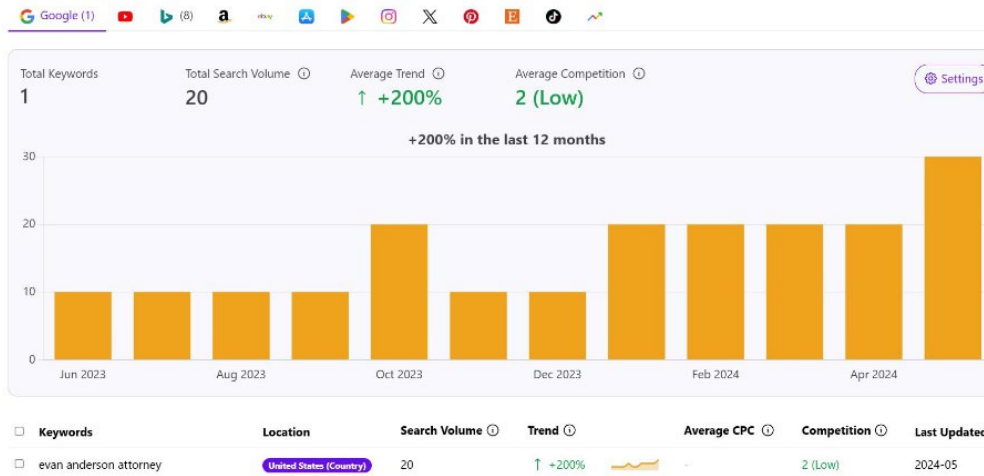 Google (1) (8) a ebay
Total Keywords Total Search Volume Average Trend Average Competition Settings
1 20 ↑ +200% 2 (Low)
+200% in the last 12 months
30
20
10
0
Jun 2023 Aug 2023 Oct 2023 Dec 2023 Feb 2024 Apr 2024
Keywords Location Search Volume Trend Average CPC Competition Last Updated
evan anderson attorney United States (Country) 20 ↑ +200% - 2 (Low) 2024-05